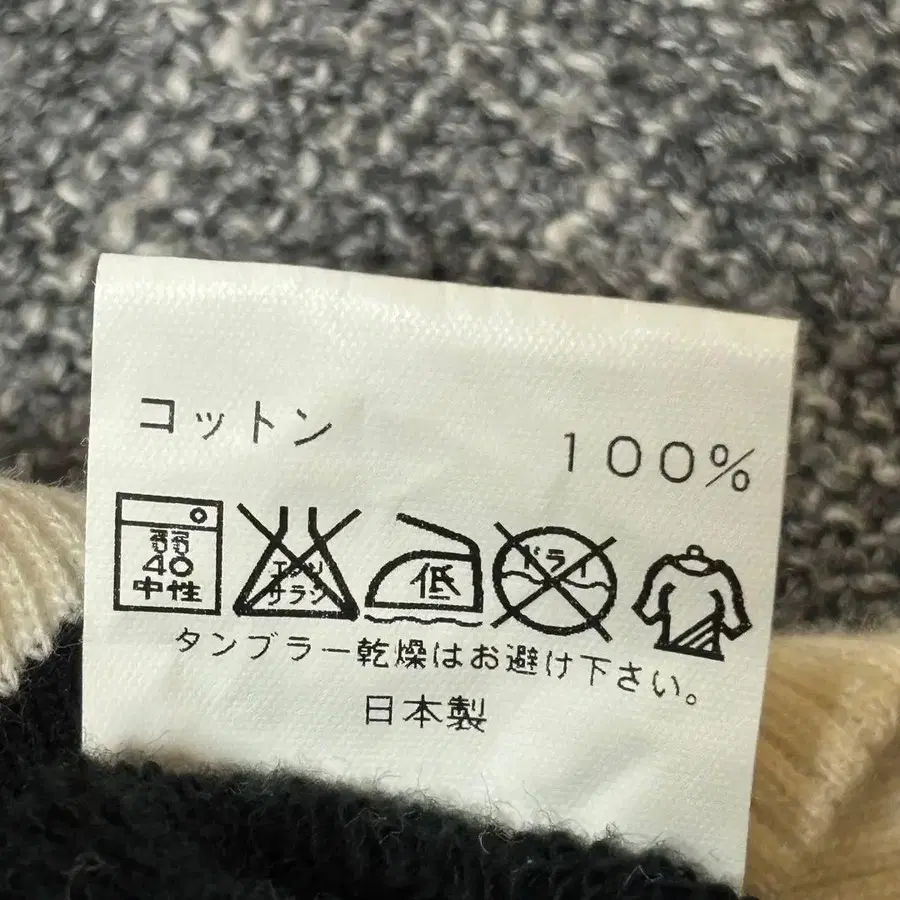 コットン 100%
弱
40
中性
エンソ
サラシ
低
ドライ
タンブラー乾燥はお避け下さい。
日本製